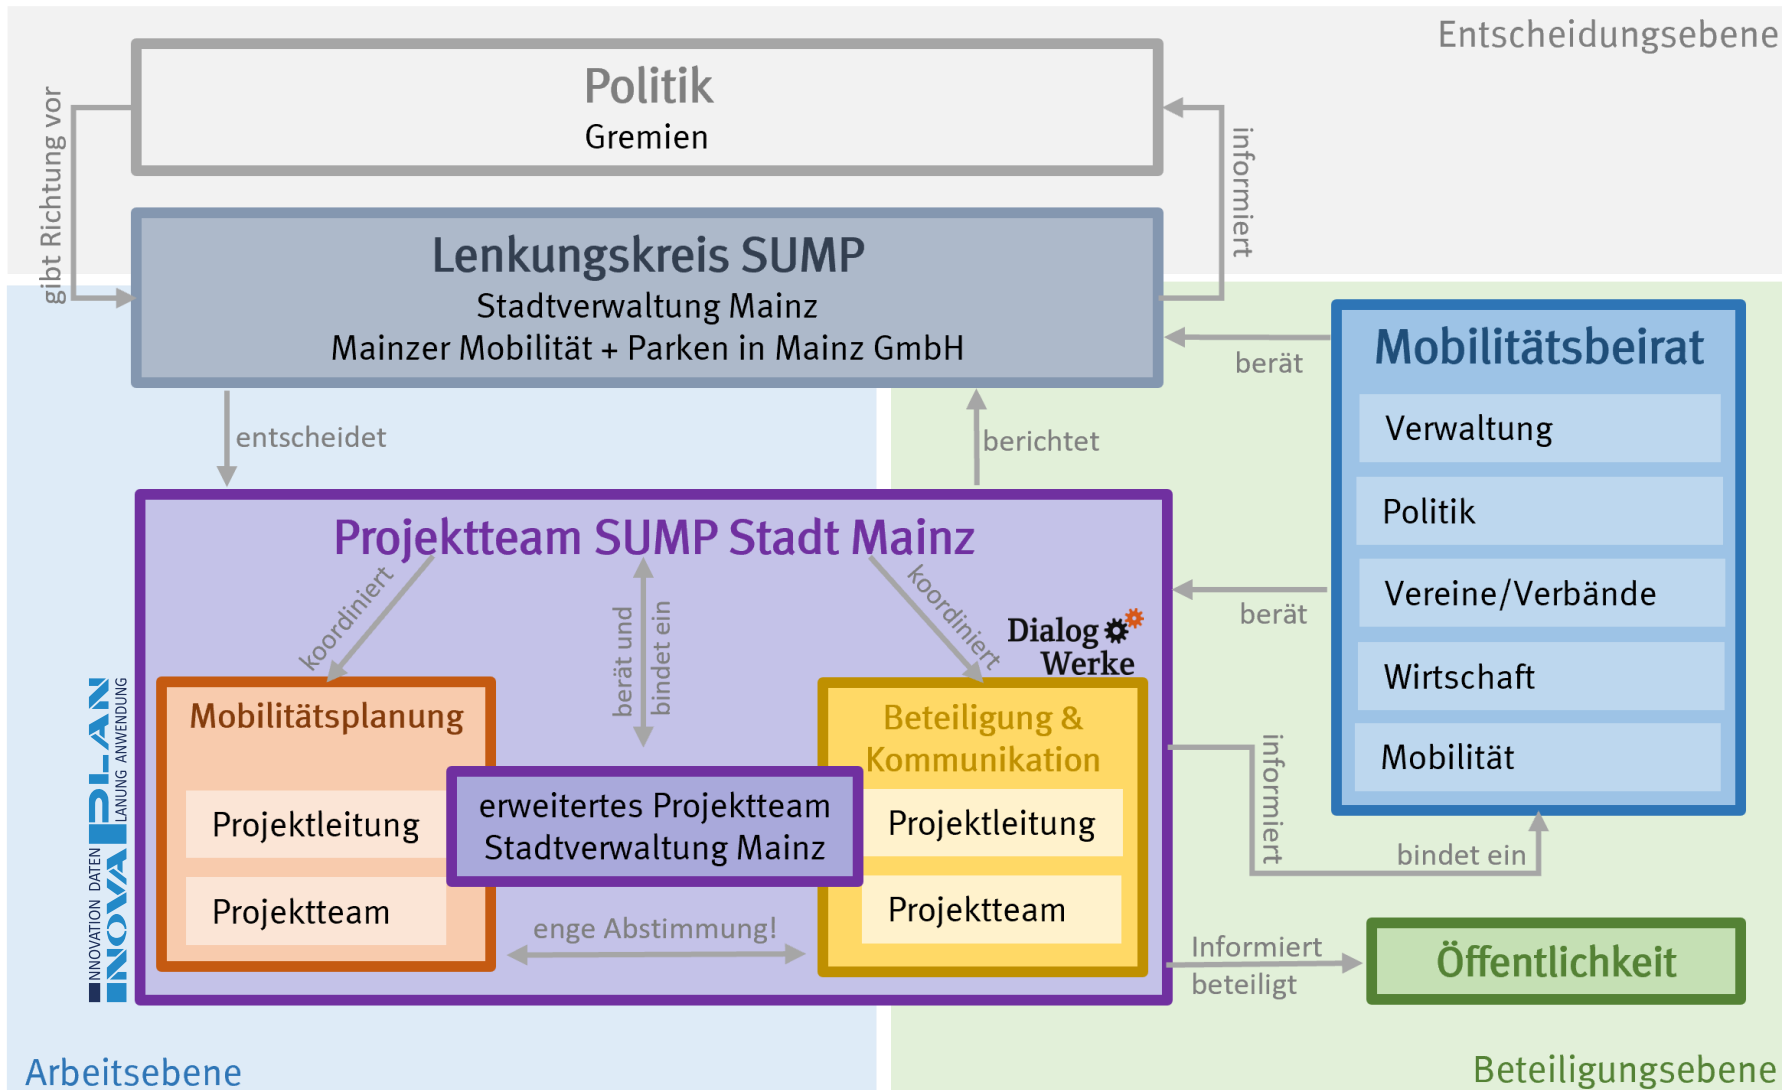 Entscheidungsebene
Politik
Gremien
gibt Richtung vor
informiert
Lenkungskreis SUMP
Stadtverwaltung Mainz
Mainzer Mobilität + Parken in Mainz GmbH
entscheidet
berichtet
berät
Mobilitätsbeirat
Verwaltung
Politik
Vereine/Verbände
Wirtschaft
Mobilität
berät
Projektteam SUMP Stadt Mainz
koordiniert
berät und
bindet ein
koordiniert
Dialog
Werke
Mobilitätsplanung
Projektleitung
Projektteam
erweitertes Projektteam
Stadtverwaltung Mainz
Beteiligung &
Kommunikation
Projektleitung
Projektteam
enge Abstimmung!
informiert
bindet ein
Informiert
beteiligt
Öffentlichkeit
INNOVATION DATEN PLANUNG ANWENDUNG
INOVAPLAN
Arbeitsebene
Beteiligungsebene